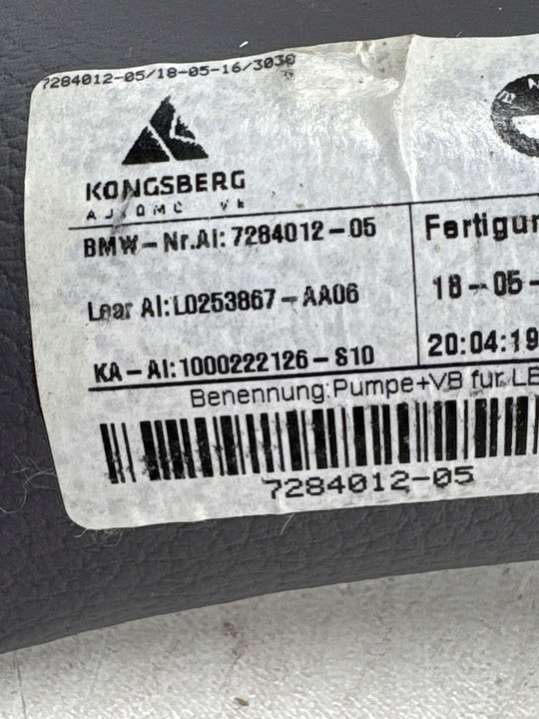 7284012-05/18-05-16/3030
KONGSBERG
BMW-Nr.AI: 7284012-05
Fertigun
Lear AI:L0253867-AA06
18-05-
KA-AI:1000222126-S10
20:04:19
Benennung:Pumpe+VB fur LE
7284012-05